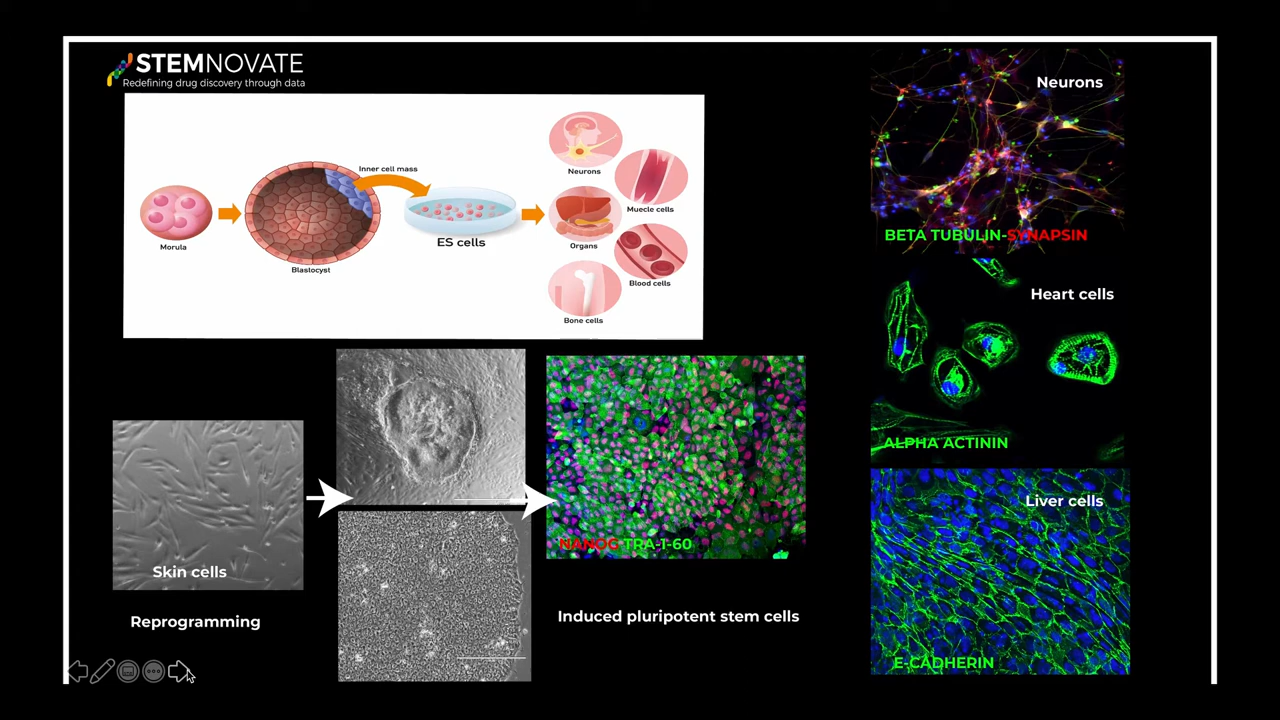 STEMNOVATE
Redefining drug discovery through data
Inner cell mass
Morula
Blastocyst
ES cells
Neurons
Muecle cells
Organs
Blood cells
Bone cells
Skin cells
Reprogramming
NANOG TRA-1-60
Induced pluripotent stem cells
Neurons
BETA TUBULIN-SYNAPSIN
Heart cells
ALPHA ACTININ
Liver cells
E-CADHERIN